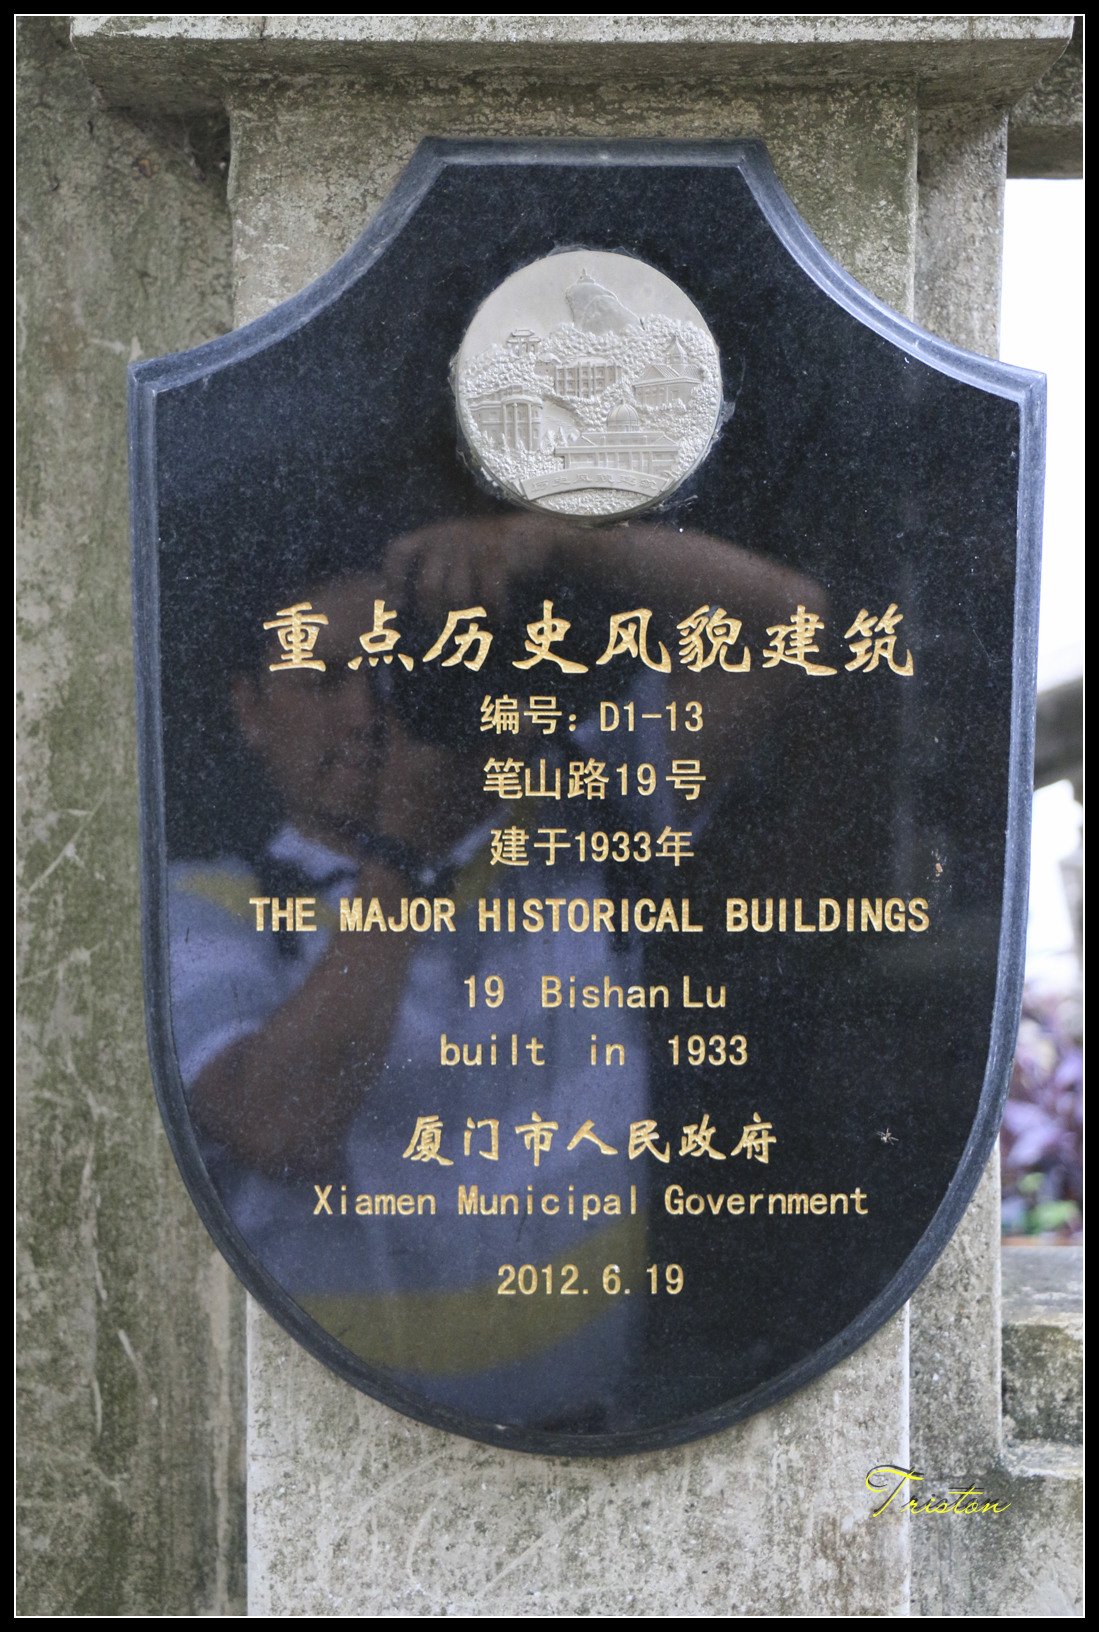 重点历史风貌建筑
编号：D1-13
笔山路19号
建于1933年
THE MAJOR HISTORICAL BUILDINGS
19 Bishan Lu
built in 1933
厦门市人民政府
Xiamen Municipal Government
2012.6.19
Triston